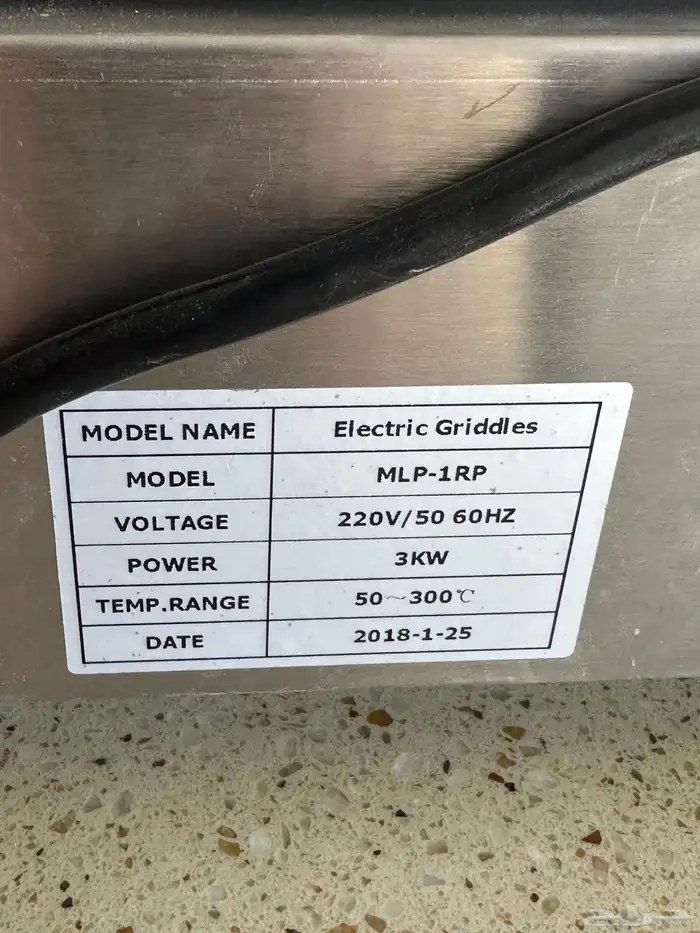 MODEL NAME Electric Griddles
MODEL MLP-1RP
VOLTAGE 220V/50 60HZ
POWER 3KW
TEMP.RANGE 50~300℃
DATE 2018-1-25